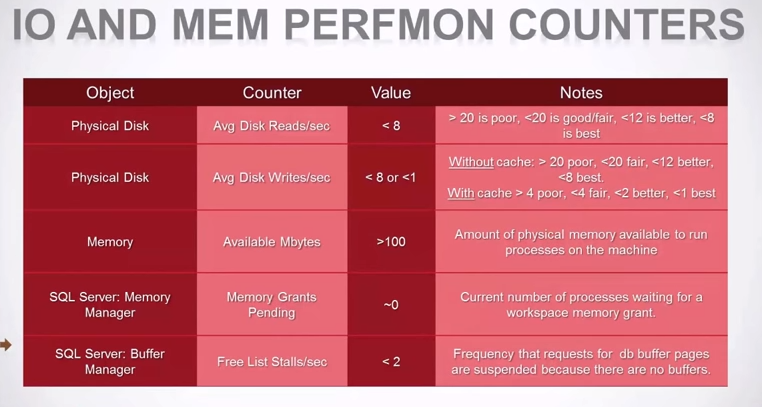 IO AND MEM PERFMON COUNTERS
Object Counter Value Notes
Physical Disk Avg Disk Reads/sec < 8 > 20 is poor, <20 is good/fair, <12 is better, <8
is best
Physical Disk Avg Disk Writes/sec < 8 or <1 Without cache: > 20 poor, <20 fair, <12 better,
<8 best.
With cache > 4 poor, <4 fair, <2 better, <1 best
Memory Available Mbytes >100 Amount of physical memory available to run
processes on the machine
SQL Server: Memory
Manager
Memory Grants
Pending
~0
Current number of processes waiting for a
workspace memory grant.
SQL Server: Buffer
Manager
Free List Stalls/sec
< 2
Frequency that requests for db buffer pages
are suspended because there are no buffers.